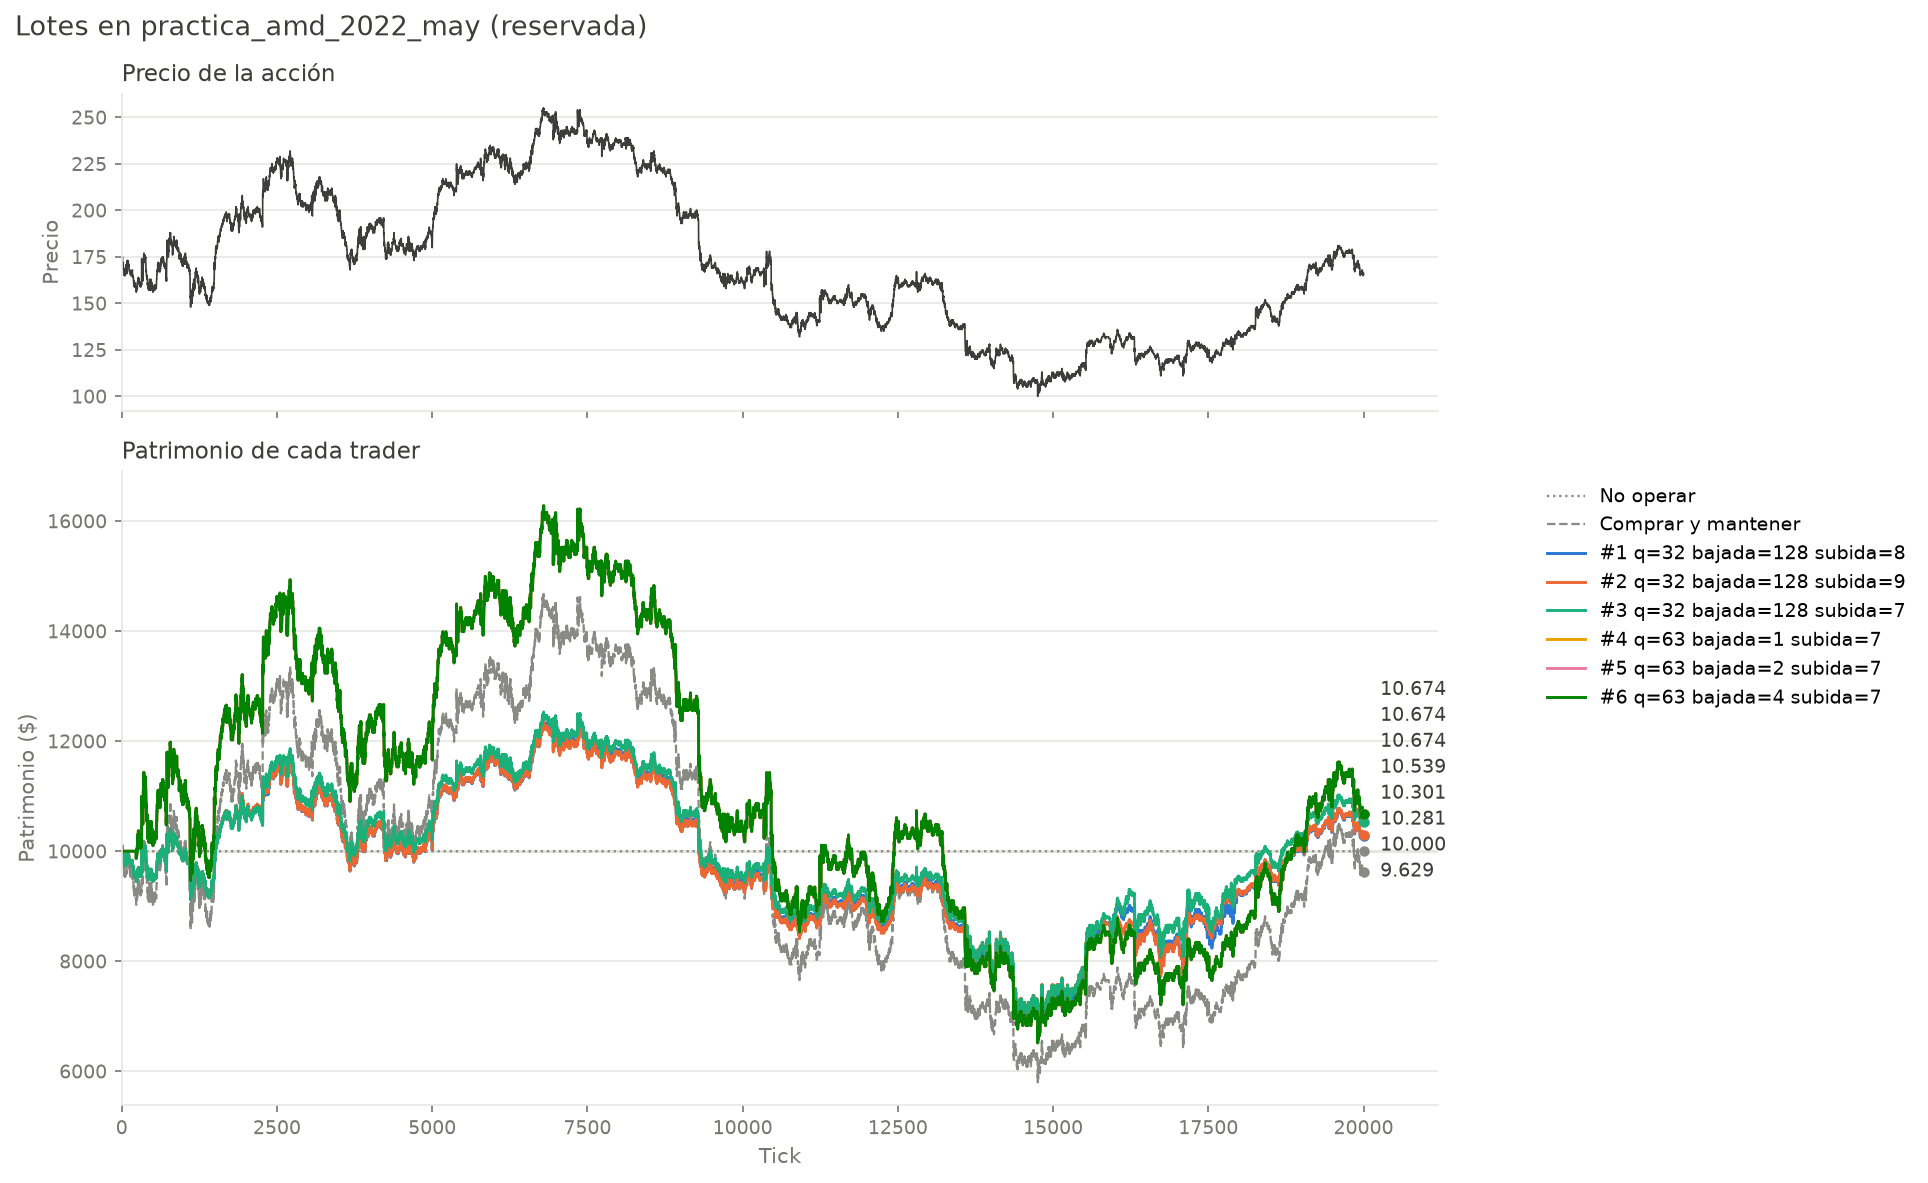 Lotes en practica_amd_2022_may (reservada)
Precio de la acción
250
225
200
175
150
125
100
Precio
Patrimonio de cada trader
16000
14000
12000
10000
8000
6000
Patrimonio ($)
10.674
10.674
10.674
10.539
10.301
10.281
10.000
9.629
0
2500
5000
7500
10000
12500
15000
17500
20000
Tick
No operar
Comprar y mantener
#1 q=32 bajada=128 subida=8
#2 q=32 bajada=128 subida=9
#3 q=32 bajada=128 subida=7
#4 q=63 bajada=1 subida=7
#5 q=63 bajada=2 subida=7
#6 q=63 bajada=4 subida=7